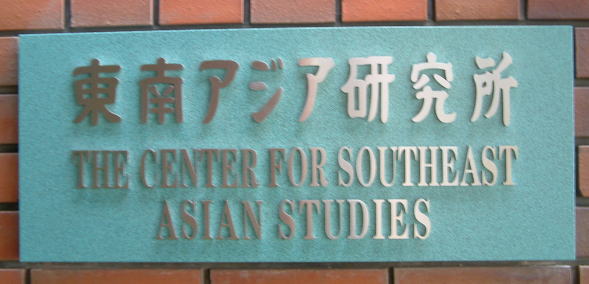 東南アジア研究所
THE CENTER FOR SOUTHEAST
ASIAN STUDIES